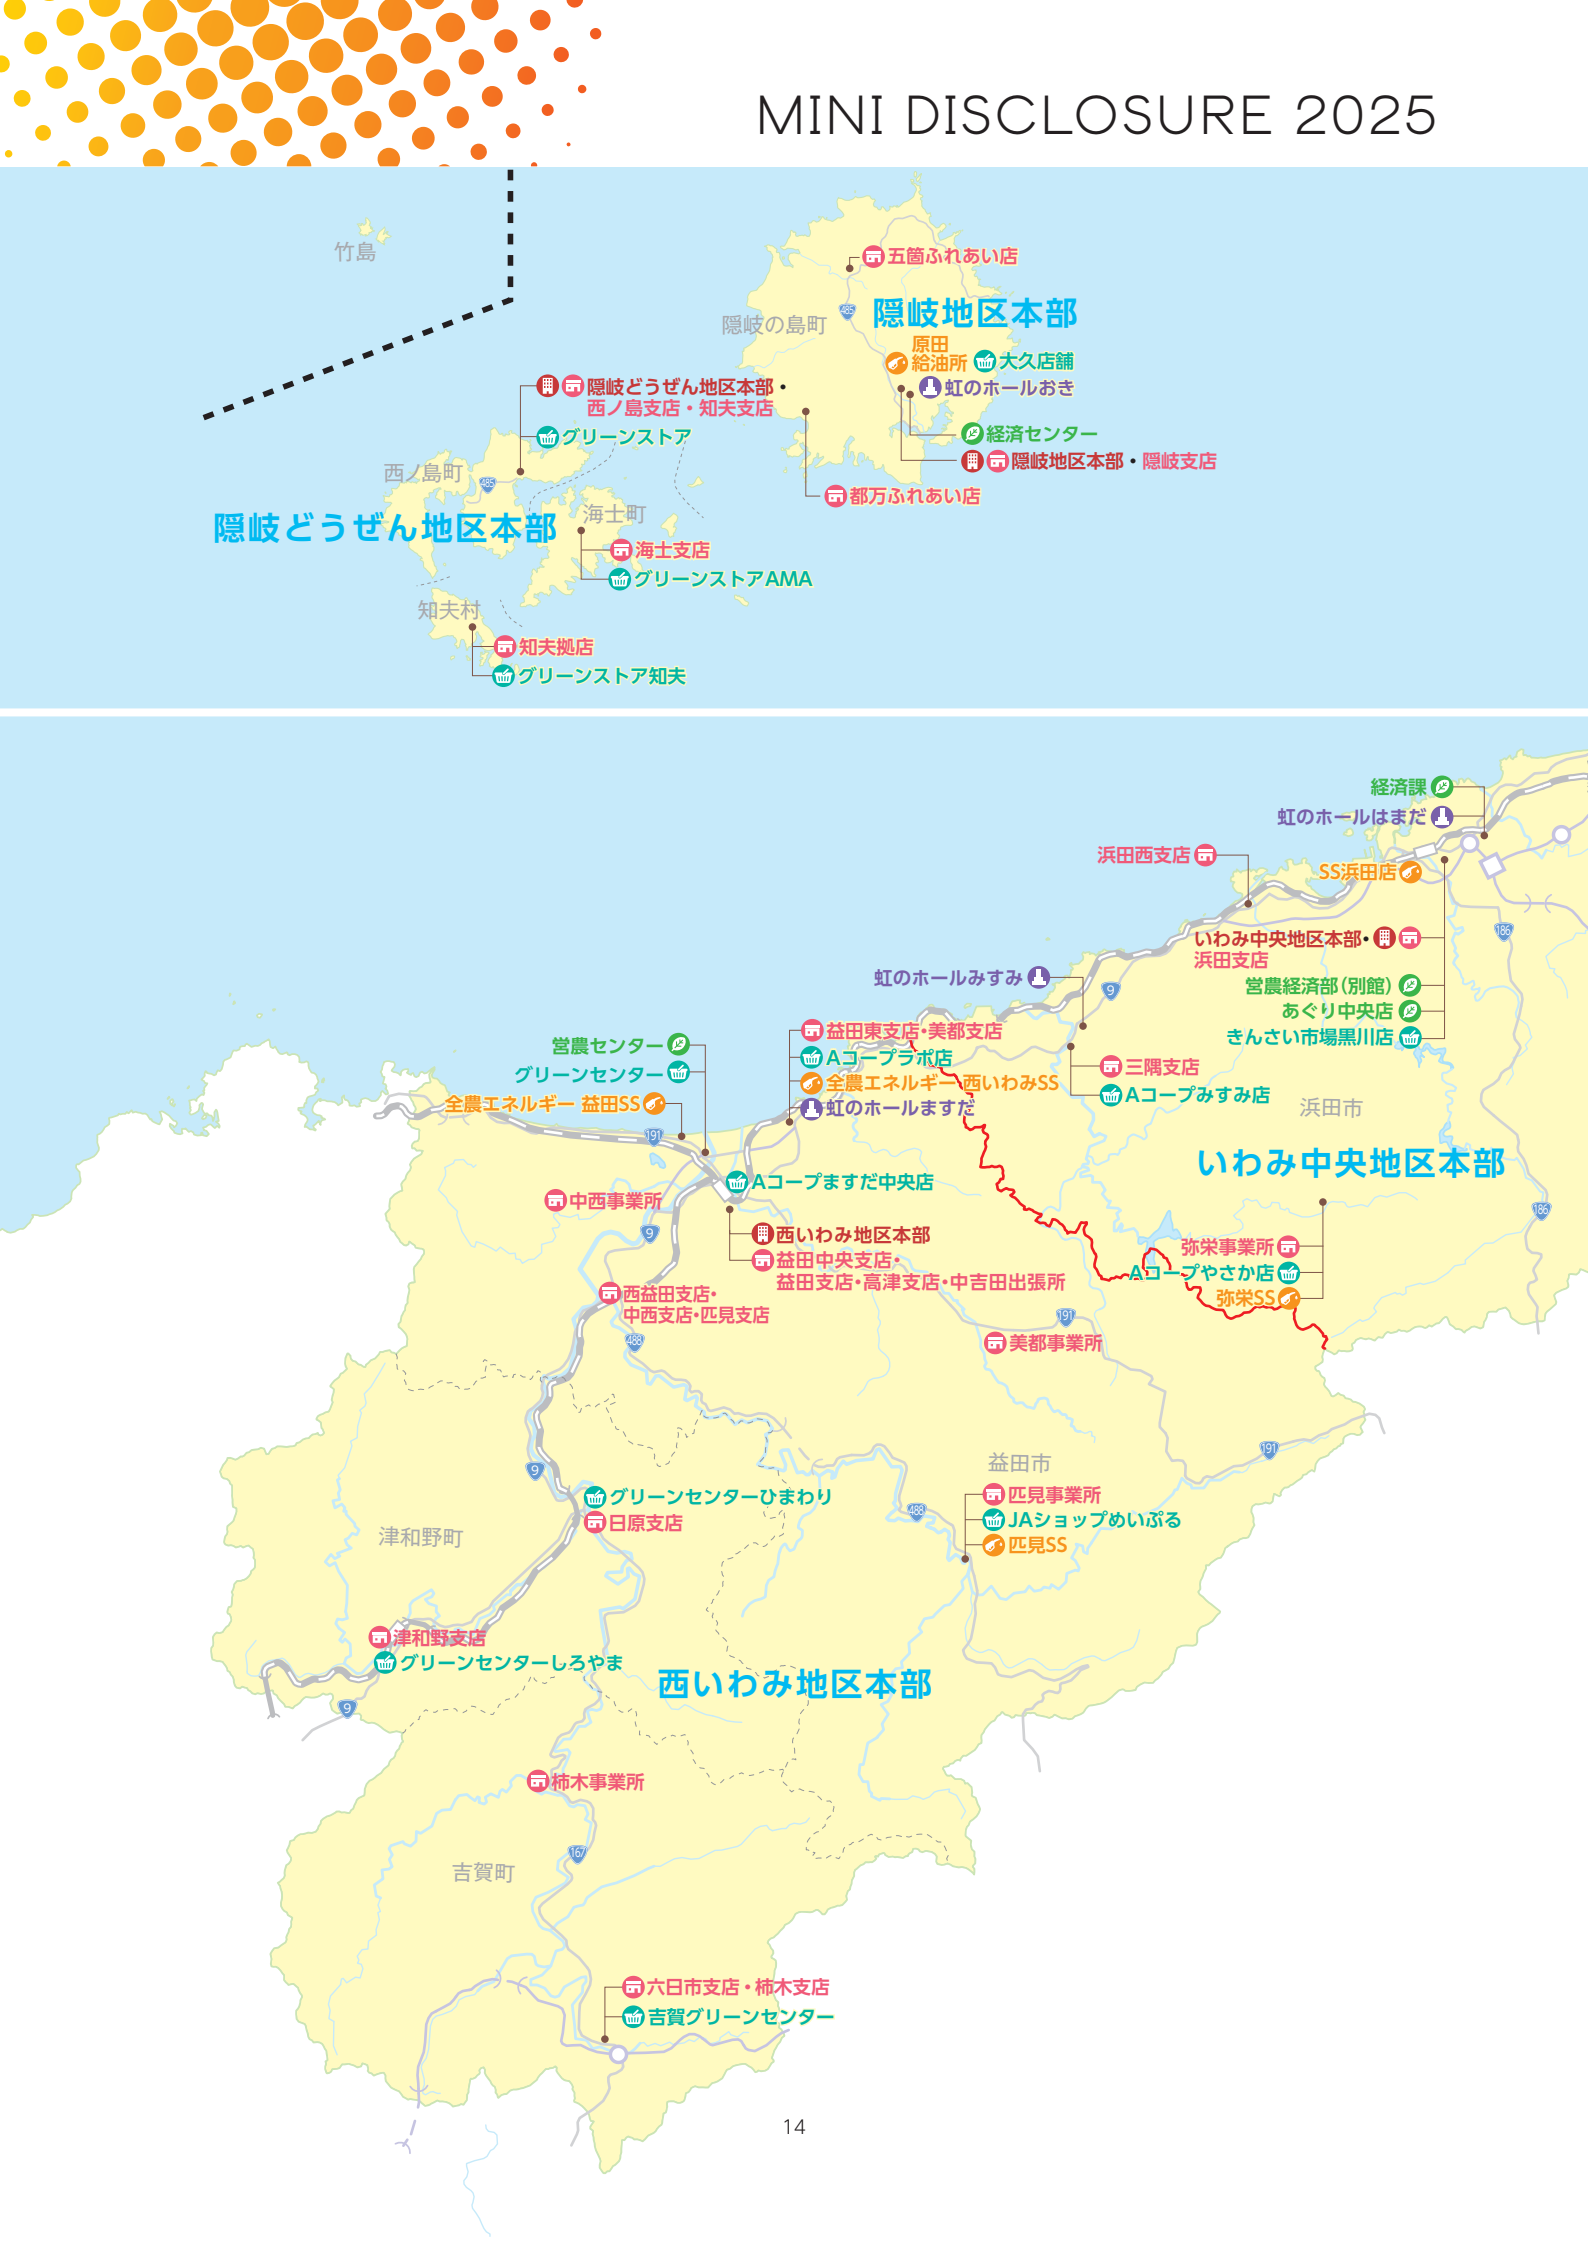 MINI DISCLOSURE 2025
竹島
五箇ふれあい店
485
隠岐地区本部
隠岐の島町
原田
給油所
大久店舗
虹のホールおき
隠岐どうぜん地区本部・
西ノ島支店・知夫支店
グリーンストア
経済センター
隠岐地区本部・隠岐支店
都万ふれあい店
西ノ島町
485
海士町
隠岐どうぜん地区本部
海士支店
グリーンストアAMA
知夫村
知夫拠店
グリーンストア知夫
経済課
虹のホールはまだ
浜田西支店
SS浜田店
186
いわみ中央地区本部・
浜田支店
虹のホールみすみ
営農経済部(別館)
9
あぐり中央店
きんさい市場黒川店
益田東支店・美都支店
Aコープラポ店
全農エネルギー 西いわみSS
虹のホールますだ
営農センター
グリーンセンター
全農エネルギー 益田SS
三隅支店
Aコープみすみ店
浜田市
191
いわみ中央地区本部
Aコープますだ中央店
中西事業所
9
186
西いわみ地区本部
益田中央支店・
益田支店・高津支店・中吉田出張所
弥栄事業所
Aコープやさか店
弥栄SS
西益田支店・
中西支店・匹見支店
488
191
美都事業所
191
益田市
9
グリーンセンターひまわり
日原支店
匹見事業所
JAショップめいぷる
匹見SS
488
津和野町
津和野支店
グリーンセンターしろやま
9
西いわみ地区本部
柿木事業所
167
吉賀町
六日市支店・柿木支店
吉賀グリーンセンター
14